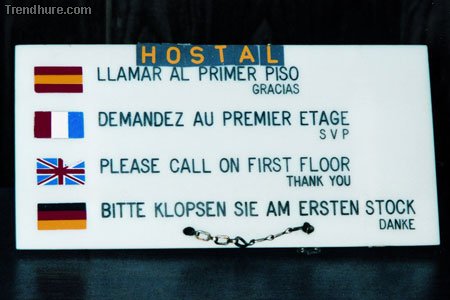 Trendhure.com
HOSTAL
LLAMAR AL PRIMER PISO
GRACIAS
DEMANDEZ AU PREMIER ETAGE
SVP
PLEASE CALL ON FIRST FLOOR
THANK YOU
BITTE KLOPSEN SIE AM ERSTEN STOCK
DANKE